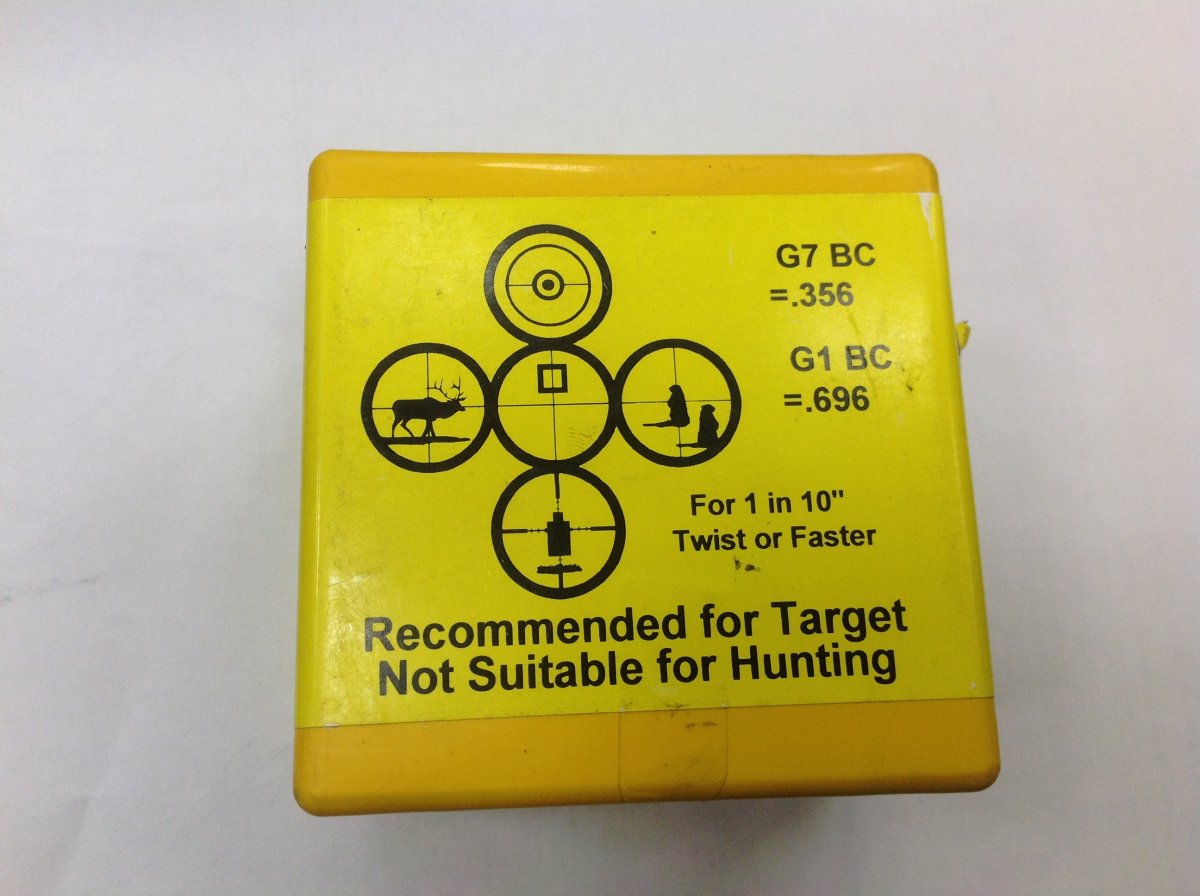 G7 BC
=.356
G1 BC
=.696
For 1 in 10"
Twist or Faster
Recommended for Target
Not Suitable for Hunting